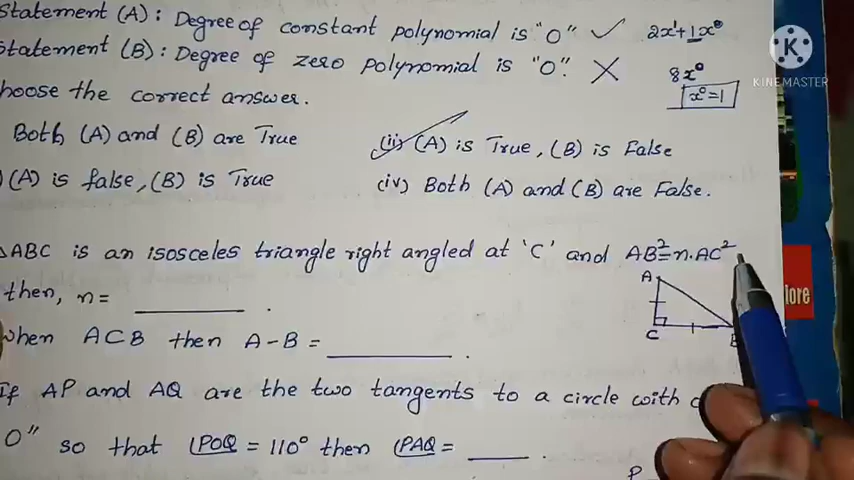 Statement (A): Degree of constant polynomial is "0" ✓
2x¹+1x⁰
Statement (B): Degree of zero polynomial is "0". ✗
8x⁰
x⁰=1
hoose the correct answer.
Both (A) and (B) are True
(ii) (A) is True, (B) is False
) (A) is false, (B) is True
(iv) Both (A) and (B) are False.
ABC is an isosceles triangle right angled at 'C' and AB²=n.AC²
then, n= ________ .
A
C
B
when ACB then A-B = ________ .
If AP and AQ are the two tangents to a circle with
O" so that ∠POQ = 110° then ∠PAQ = ____ .
P
K
KINEMASTER
lore